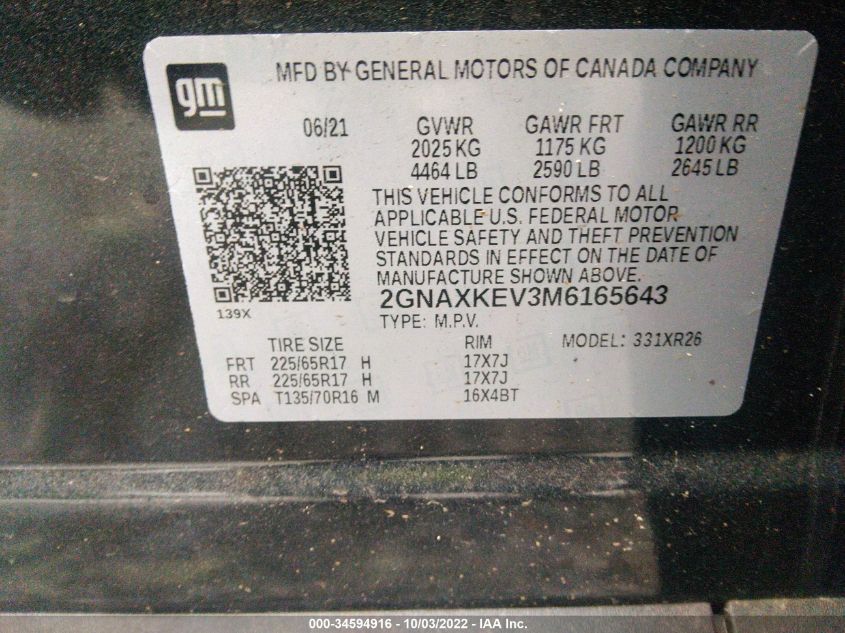 gm
MFD BY GENERAL MOTORS OF CANADA COMPANY
06/21 GVWR GAWR FRT GAWR RR
2025 KG 1175 KG 1200 KG
4464 LB 2590 LB 2645 LB
THIS VEHICLE CONFORMS TO ALL
APPLICABLE U.S. FEDERAL MOTOR
VEHICLE SAFETY AND THEFT PREVENTION
STANDARDS IN EFFECT ON THE DATE OF
MANUFACTURE SHOWN ABOVE.
2GNAXKEV3M6165643
139X
TYPE: M.P.V.
TIRE SIZE RIM MODEL: 331XR26
FRT 225/65R17 H 17X7J
RR 225/65R17 H 17X7J
SPA T135/70R16 M 16X4BT
000-34594916 - 10/03/2022 - IAA Inc.